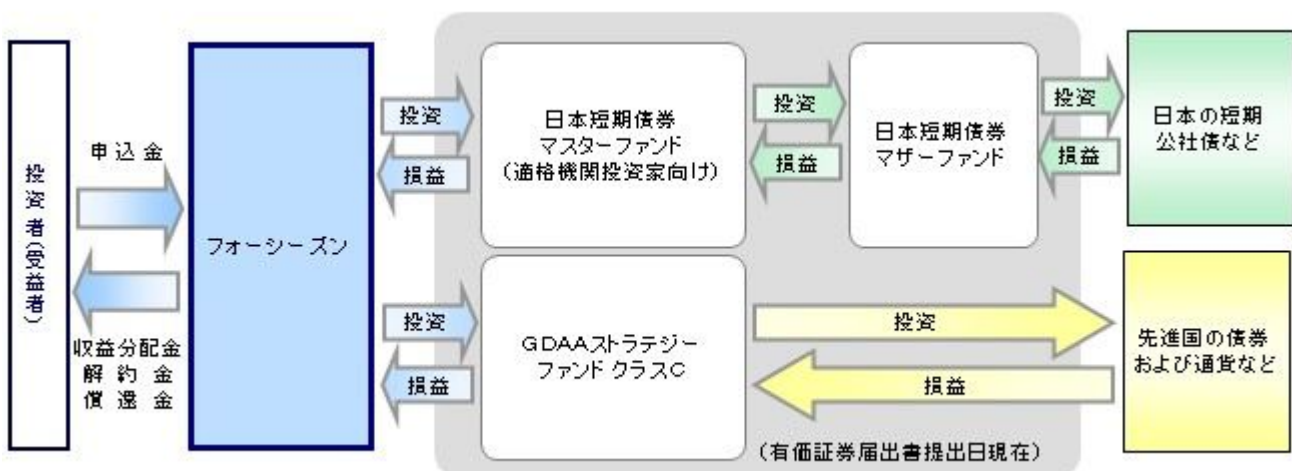 投資者(受益者)
申込金
収益分配金
解約金
償還金
フォーシーズン
投資
損益
日本短期債券
マスターファンド
(適格機関投資家向け)
投資
損益
日本短期債券
マザーファンド
投資
損益
日本の短期
公社債など
投資
損益
GDAAストラテジー
ファンド クラスC
投資
損益
先進国の債券
および通貨など
(有価証券届出書提出日現在)